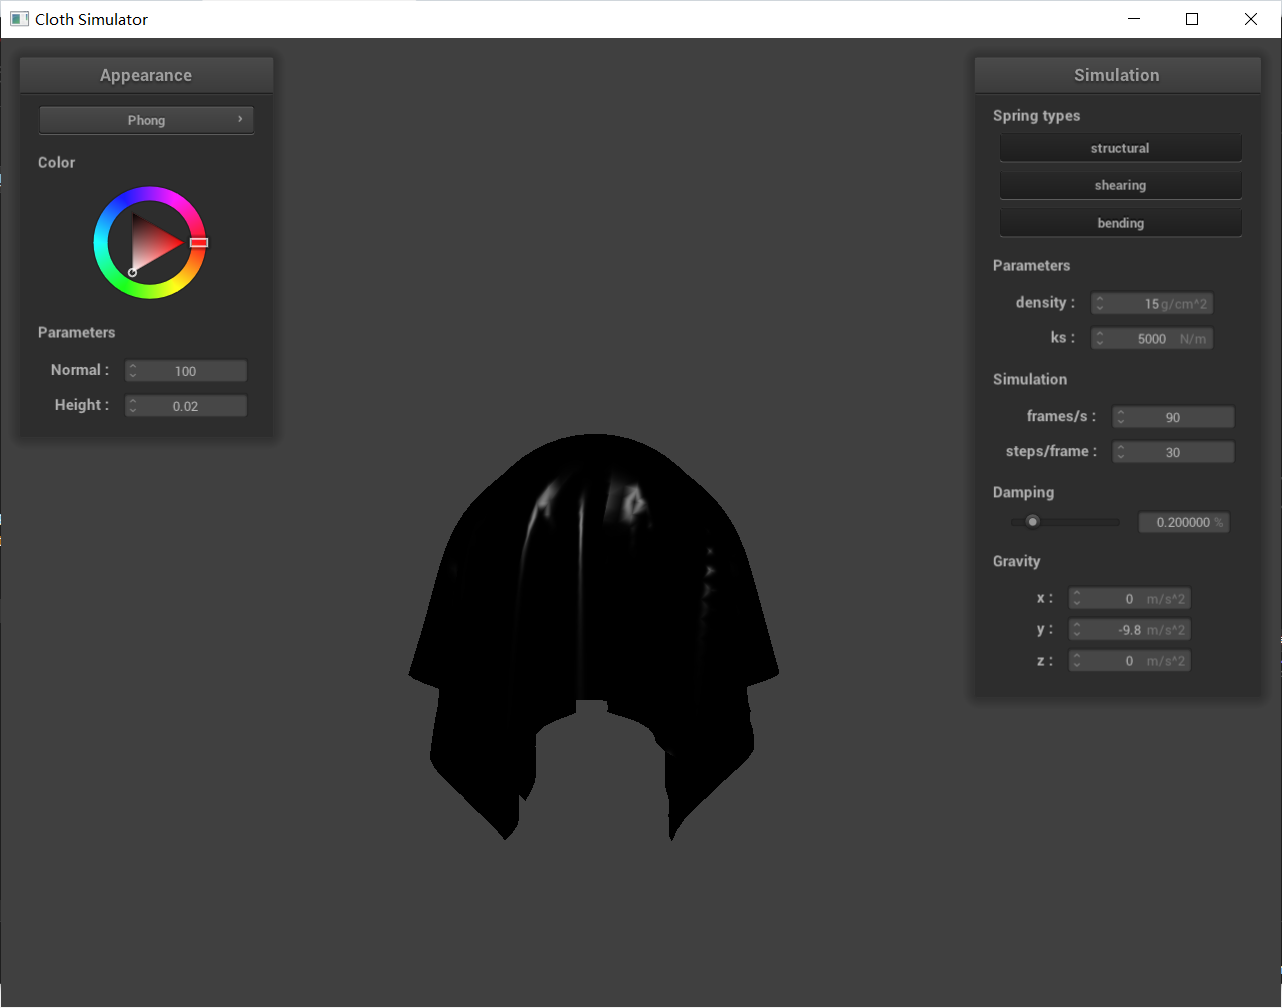 Cloth Simulator
Appearance
Phong
Color
Parameters
Normal : 100
Height : 0.02
Simulation
Spring types
structural
shearing
bending
Parameters
density : 15 g/cm^2
ks : 5000 N/m
Simulation
frames/s : 90
steps/frame : 30
Damping
0.200000 %
Gravity
x : 0 m/s^2
y : -9.8 m/s^2
z : 0 m/s^2